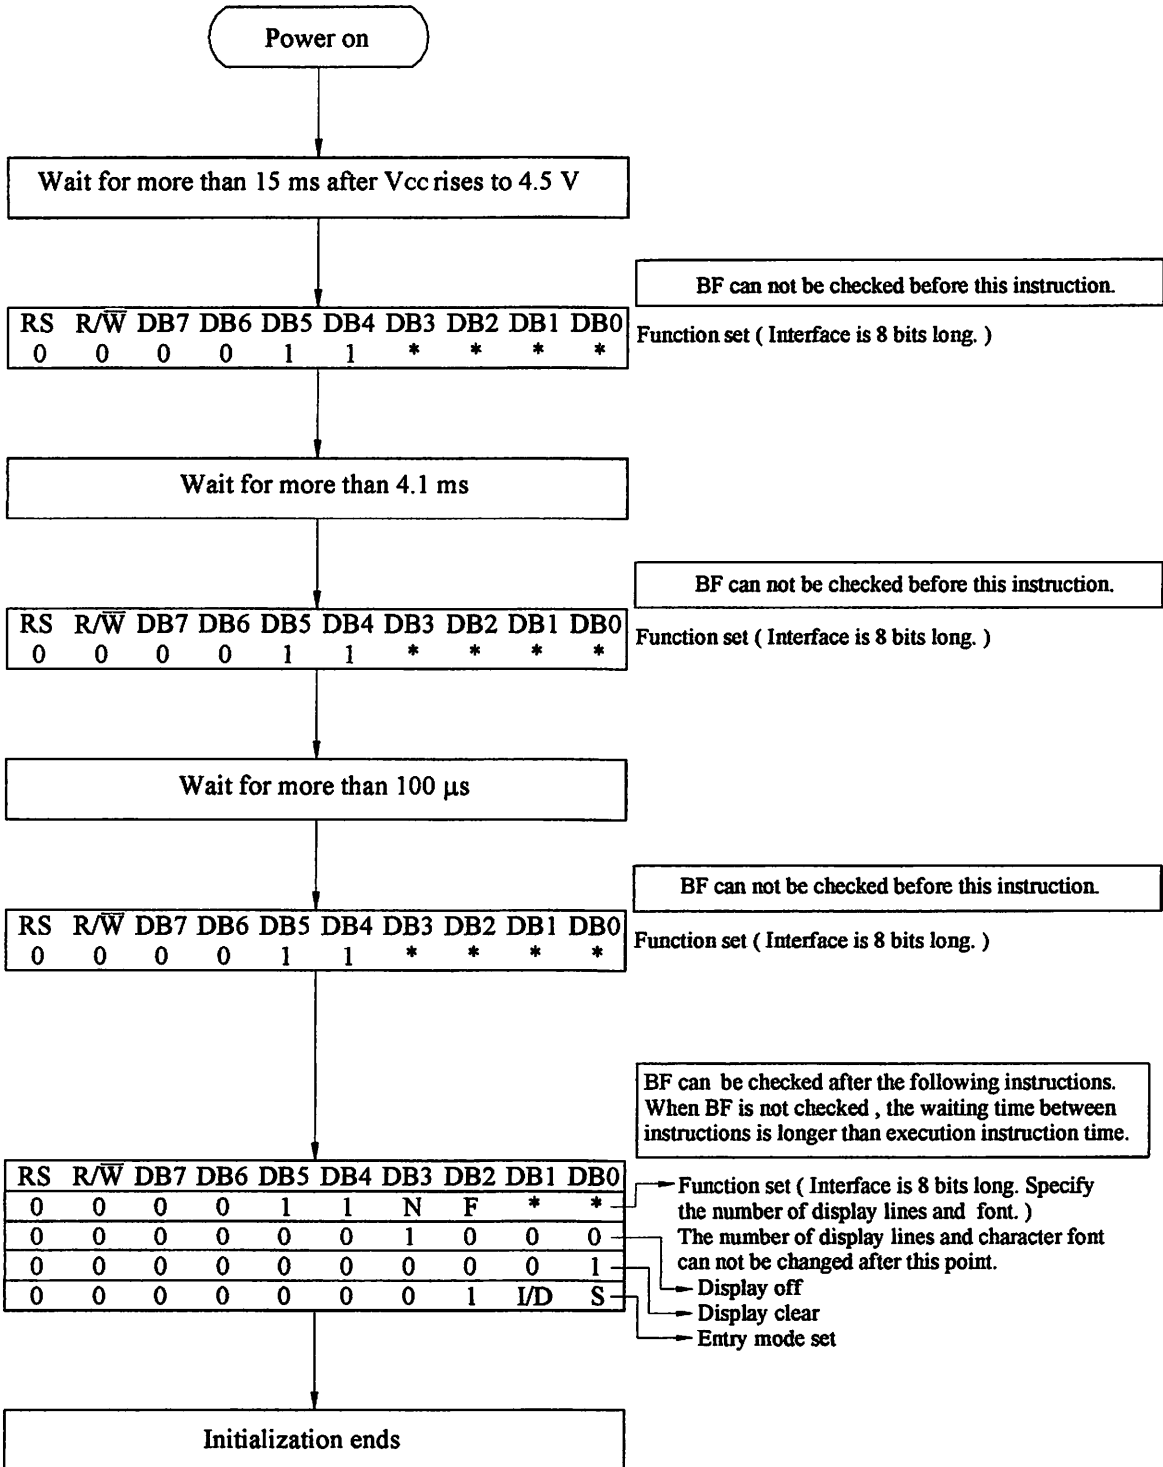 Power on
Wait for more than 15 ms after Vcc rises to 4.5 V
BF can not be checked before this instruction.
RS R/W̅ DB7 DB6 DB5 DB4 DB3 DB2 DB1 DB0
0 0 0 0 1 1 * * * *
Function set ( Interface is 8 bits long. )
Wait for more than 4.1 ms
BF can not be checked before this instruction.
RS R/W̅ DB7 DB6 DB5 DB4 DB3 DB2 DB1 DB0
0 0 0 0 1 1 * * * *
Function set ( Interface is 8 bits long. )
Wait for more than 100 μs
BF can not be checked before this instruction.
RS R/W̅ DB7 DB6 DB5 DB4 DB3 DB2 DB1 DB0
0 0 0 0 1 1 * * * *
Function set ( Interface is 8 bits long. )
BF can be checked after the following instructions.
When BF is not checked , the waiting time between
instructions is longer than execution instruction time.
RS R/W̅ DB7 DB6 DB5 DB4 DB3 DB2 DB1 DB0
0 0 0 0 1 1 N F * *
0 0 0 0 0 0 1 0 0 0
0 0 0 0 0 0 0 0 0 1
0 0 0 0 0 0 0 1 I/D S
Function set ( Interface is 8 bits long. Specify
the number of display lines and font. )
The number of display lines and character font
can not be changed after this point.
Display off
Display clear
Entry mode set
Initialization ends